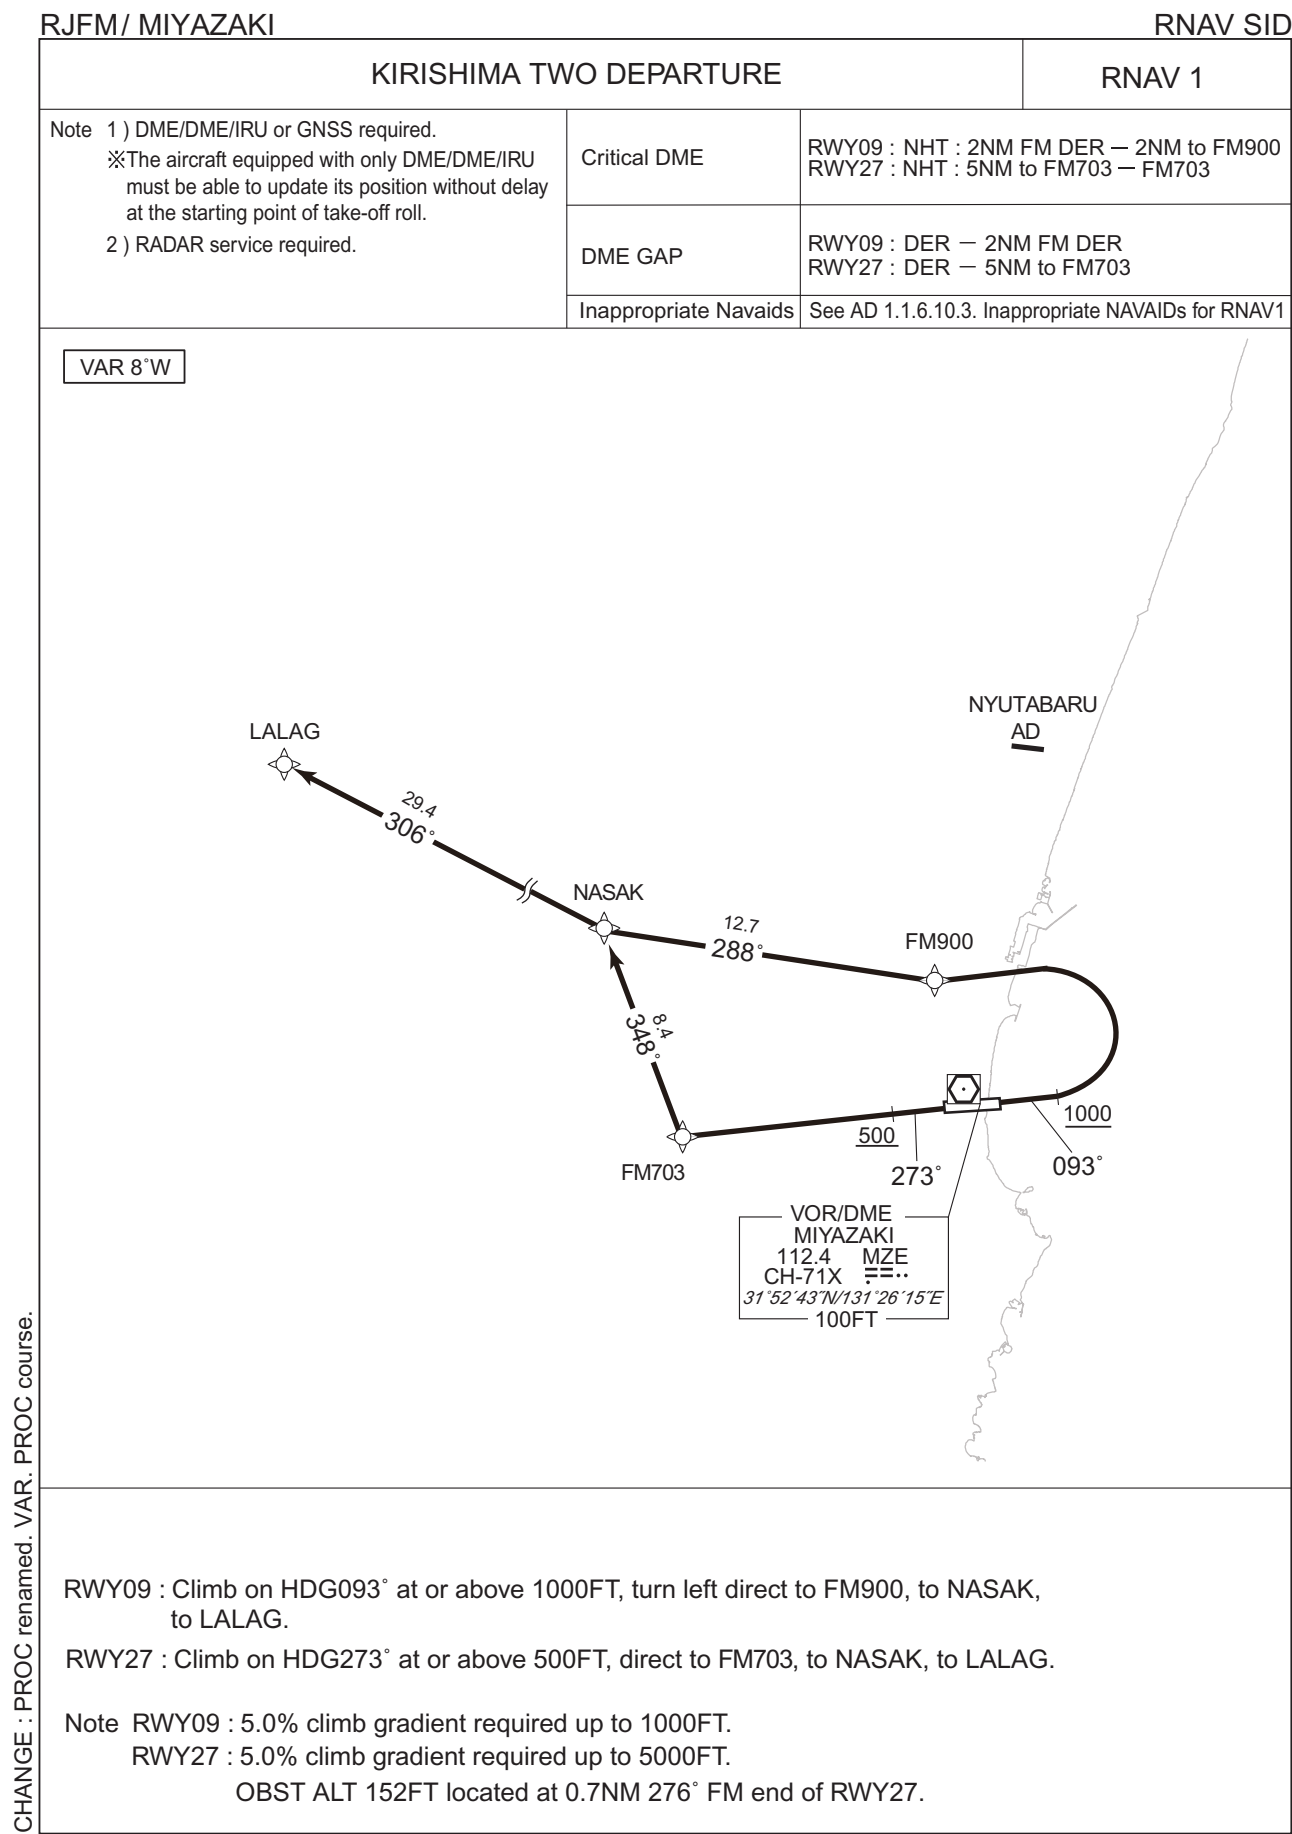 RJFM / MIYAZAKI
RNAV SID
KIRISHIMA TWO DEPARTURE
RNAV 1
Note 1 ) DME/DME/IRU or GNSS required.
※The aircraft equipped with only DME/DME/IRU
must be able to update its position without delay
at the starting point of take-off roll.
2 ) RADAR service required.
Critical DME
RWY09 : NHT : 2NM FM DER － 2NM to FM900
RWY27 : NHT : 5NM to FM703 － FM703
DME GAP
RWY09 : DER － 2NM FM DER
RWY27 : DER － 5NM to FM703
Inappropriate Navaids
See AD 1.1.6.10.3. Inappropriate NAVAIDs for RNAV1
VAR 8°W
NYUTABARU
AD
LALAG
29.4
306°
NASAK
12.7
288°
FM900
8.4
348°
1000
500
FM703
273°
093°
VOR/DME
MIYAZAKI
112.4 MZE
CH-71X
31°52´43˝N/131°26´15˝E
100FT
RWY09 : Climb on HDG093° at or above 1000FT, turn left direct to FM900, to NASAK,
to LALAG.
RWY27 : Climb on HDG273° at or above 500FT, direct to FM703, to NASAK, to LALAG.
Note RWY09 : 5.0% climb gradient required up to 1000FT.
RWY27 : 5.0% climb gradient required up to 5000FT.
OBST ALT 152FT located at 0.7NM 276° FM end of RWY27.
CHANGE : PROC renamed. VAR. PROC course.